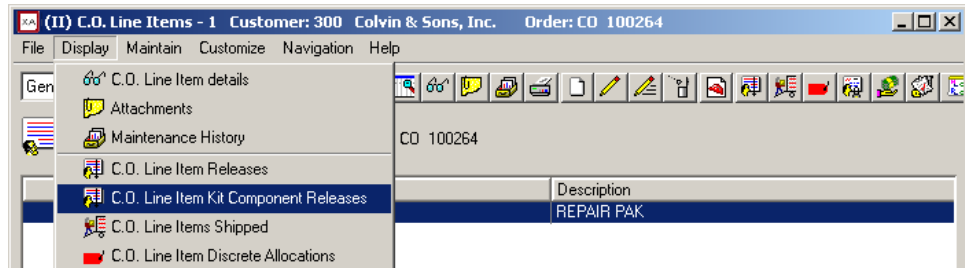 XA (II) C.O. Line Items - 1 Customer: 300 Colvin & Sons, Inc. Order: CO 100264
File Display Maintain Customize Navigation Help
Gen
C.O. Line Item details
Attachments
Maintenance History
CO 100264
C.O. Line Item Releases
C.O. Line Item Kit Component Releases
Description
REPAIR PAK
C.O. Line Items Shipped
C.O. Line Item Discrete Allocations